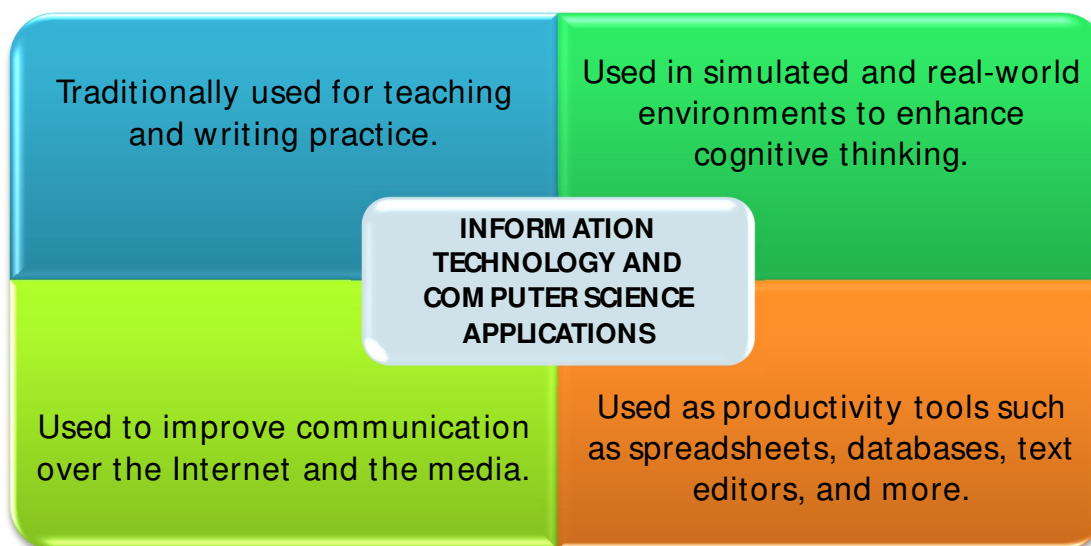 Traditionally used for teaching
and writing practice.
Used in simulated and real-world
environments to enhance
cognitive thinking.
INFORMATION
TECHNOLOGY AND
COMPUTER SCIENCE
APPLICATIONS
Used to improve communication
over the Internet and the media.
Used as productivity tools such
as spreadsheets, databases, text
editors, and more.